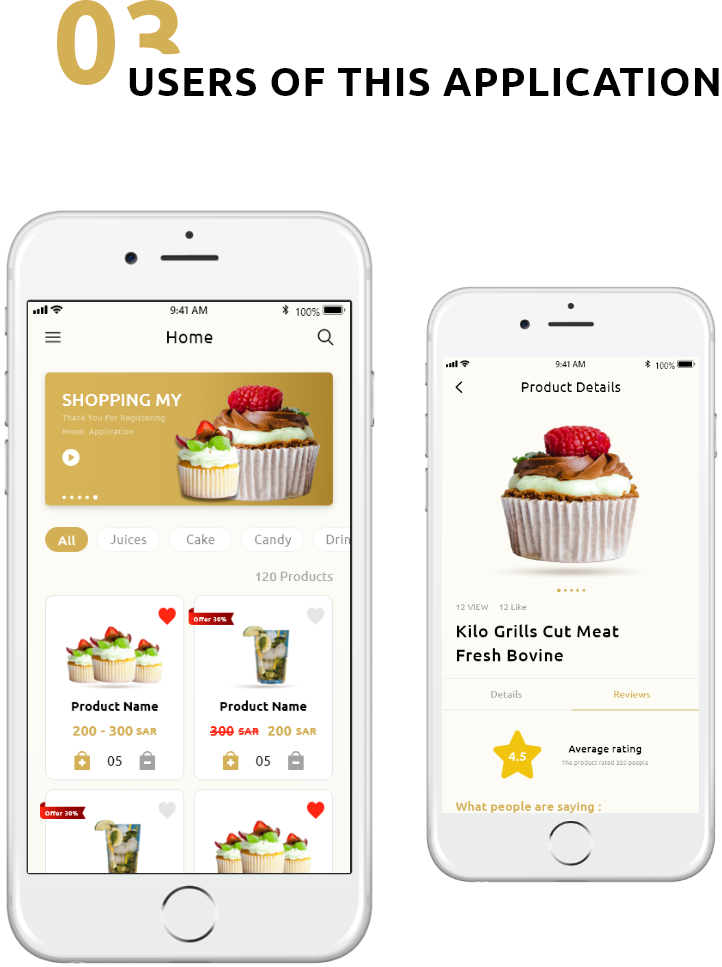 03
USERS OF THIS APPLICATION
9:41 AM
100%
Home
SHOPPING MY
Thank You For Registering
Moon Application
All
Juices
Cake
Candy
Drin
120 Products
Offer 30%
Product Name
200 - 300 SAR
05
Product Name
300 SAR 200 SAR
05
Offer 30%
9:41 AM
100%
Product Details
12 VIEW 12 Like
Kilo Grills Cut Meat
Fresh Bovine
Details
Reviews
4.5
Average rating
The product rated 220 people
What people are saying :